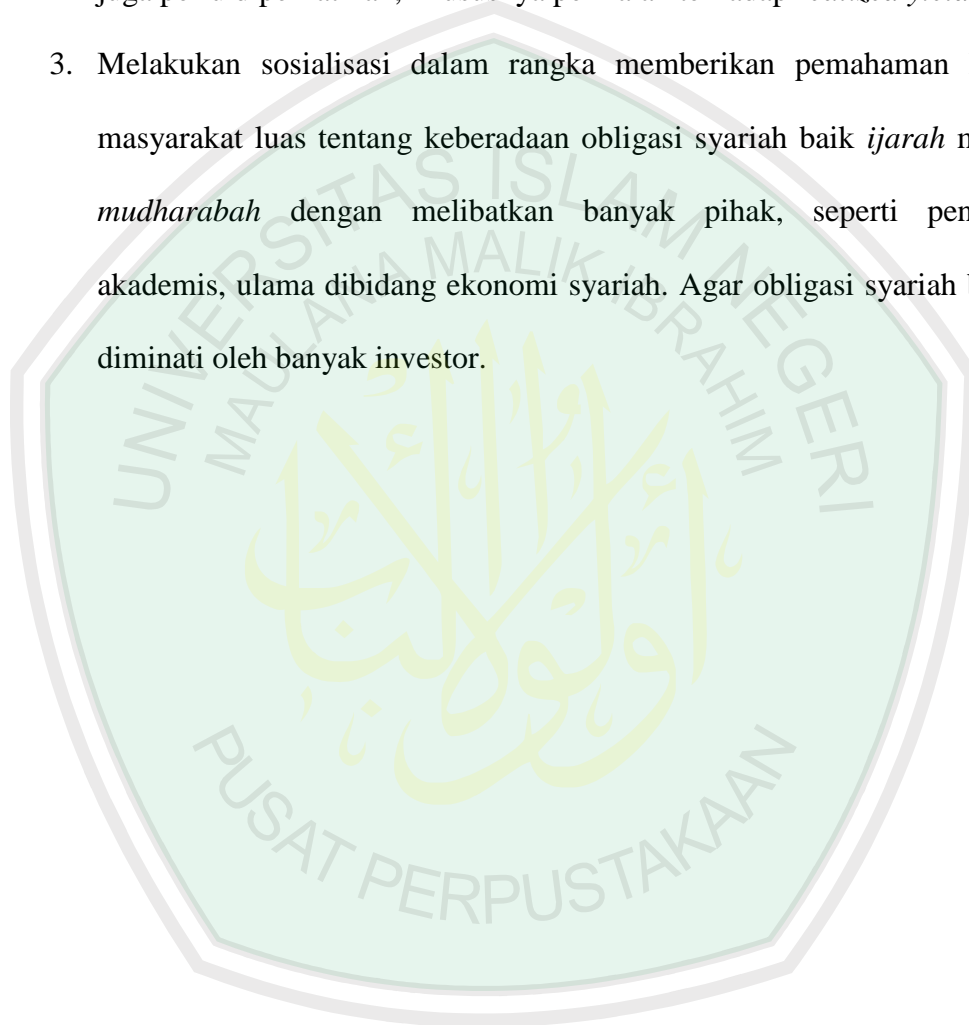 3. Melakukan sosialisasi dalam rangka memberikan pemahaman
masyarakat luas tentang keberadaan obligasi syariah baik ijarah
mudharabah dengan melibatkan banyak pihak, seperti
akademis, ulama dibidang ekonomi syariah. Agar obligasi syariah
diminati oleh banyak investor.
UNIVERSITAS ISLAM NEGERI
MAULANA MALIK IBRAHIM
PUSAT PERPUSTAKAAN